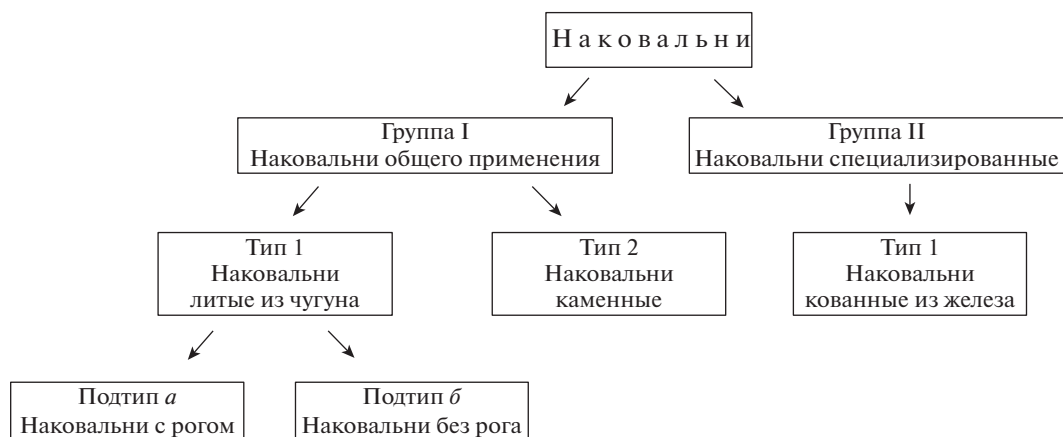 Наковальни
Группа I
Наковальни общего применения
Группа II
Наковальни специализированные
Тип 1
Наковальни
литые из чугуна
Тип 2
Наковальни
каменные
Тип 1
Наковальни
кованные из железа
Подтип а
Наковальни с рогом
Подтип б
Наковальни без рога